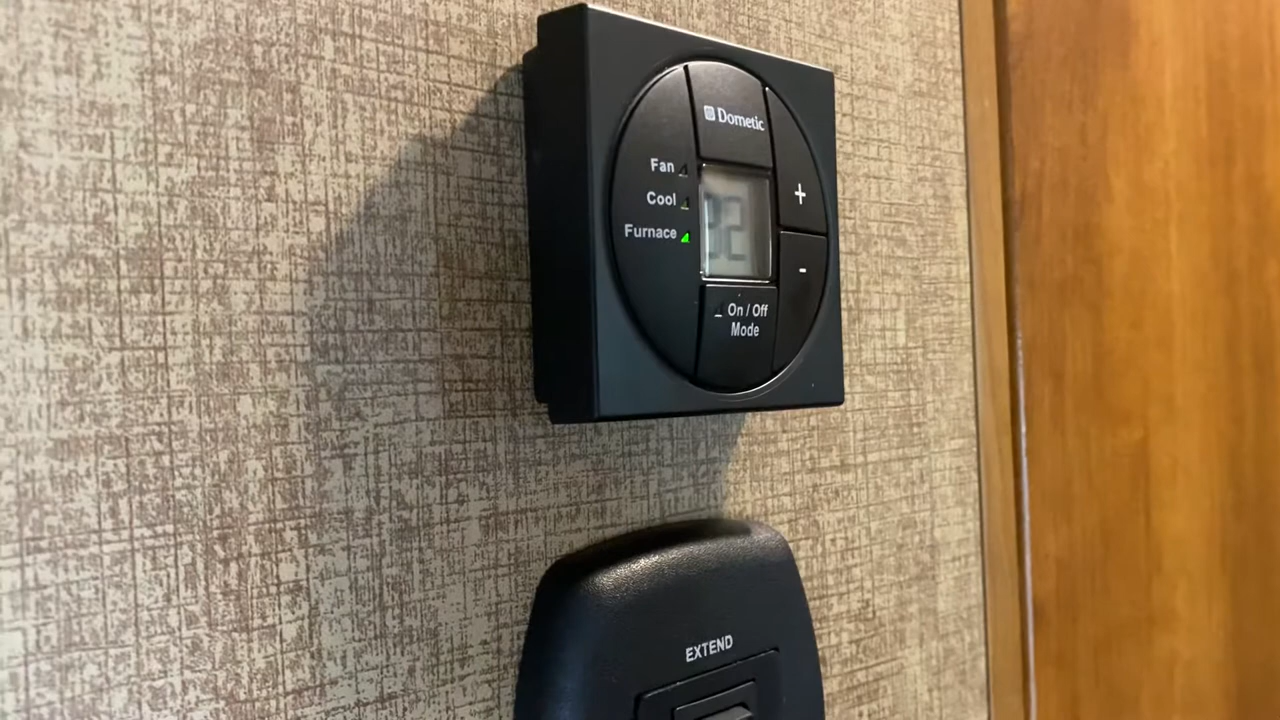 Dometic
Fan
Cool
Furnace
+
-
On / Off
Mode
EXTEND